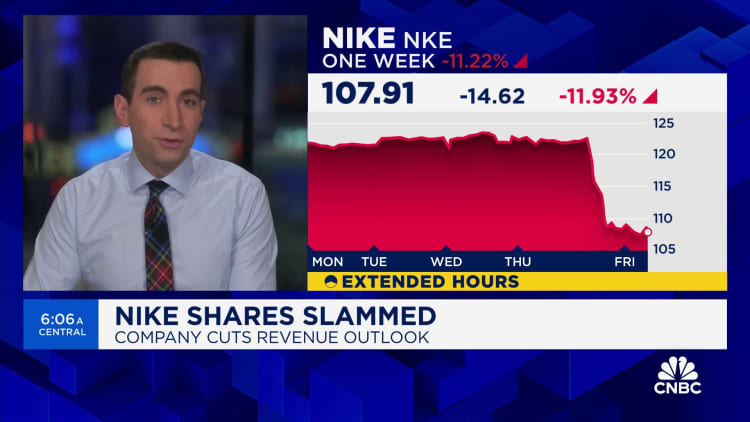 NIKE NKE
ONE WEEK -11.22%
107.91 -14.62 -11.93%
125
120
115
110
105
MON TUE WED THU FRI
EXTENDED HOURS
6:06A
CENTRAL
NIKE SHARES SLAMMED
COMPANY CUTS REVENUE OUTLOOK
CNBC